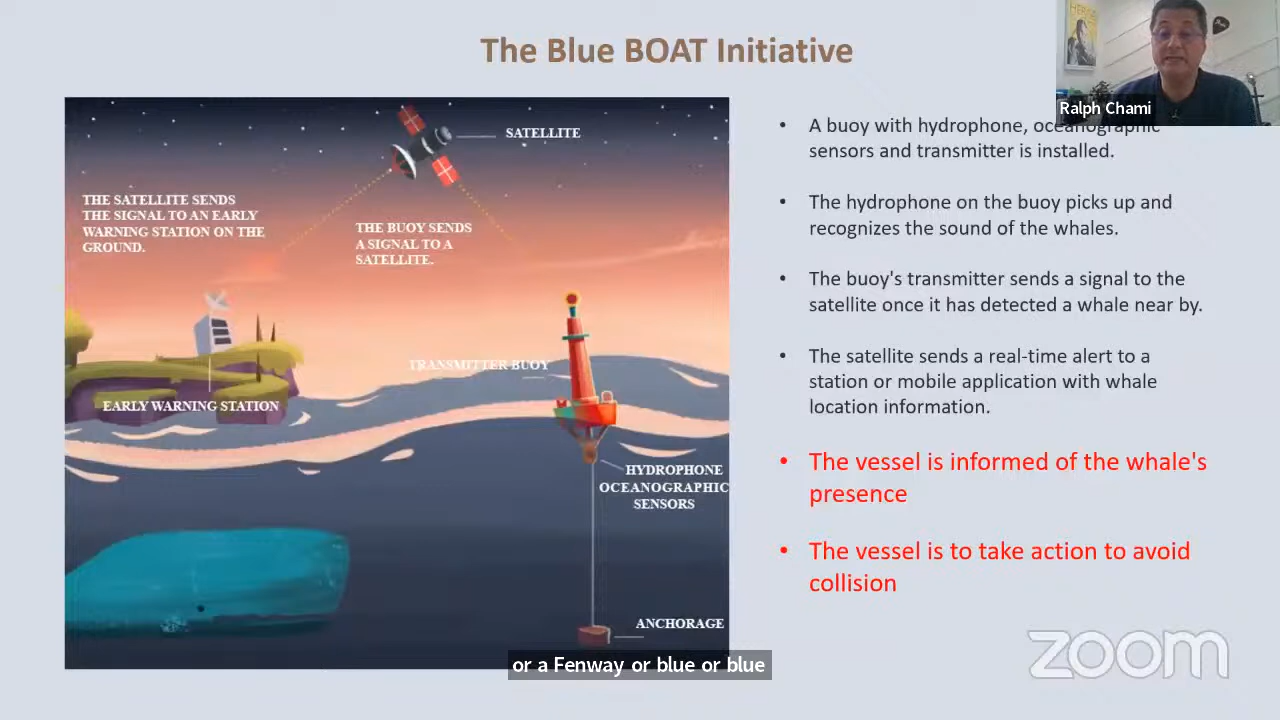 The Blue BOAT Initiative
Ralph Chami
SATELLITE
THE SATELLITE SENDS
THE SIGNAL TO AN EARLY
WARNING STATION ON THE
GROUND.
THE BUOY SENDS
A SIGNAL TO A
SATELLITE.
TRANSMITTER BUOY
EARLY WARNING STATION
HYDROPHONE
OCEANOGRAPHIC
SENSORS
ANCHORAGE
• A buoy with hydrophone, oceanographic
sensors and transmitter is installed.
• The hydrophone on the buoy picks up and
recognizes the sound of the whales.
• The buoy's transmitter sends a signal to the
satellite once it has detected a whale near by.
• The satellite sends a real-time alert to a
station or mobile application with whale
location information.
• The vessel is informed of the whale's
presence
• The vessel is to take action to avoid
collision
or a Fenway or blue or blue
zoom